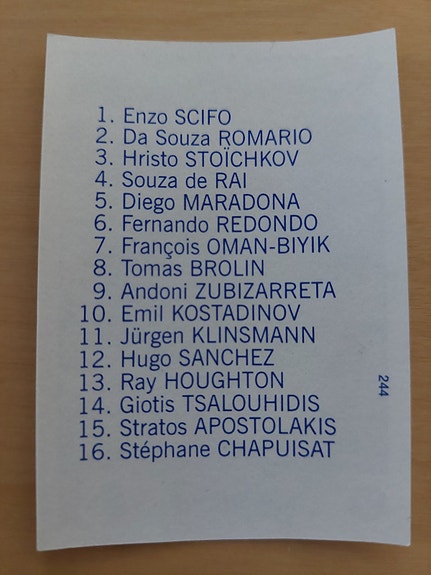 1. Enzo SCIFO
2. Da Souza ROMARIO
3. Hristo STOÏCHKOV
4. Souza de RAI
5. Diego MARADONA
6. Fernando REDONDO
7. François OMAN-BIYIK
8. Tomas BROLIN
9. Andoni ZUBIZARRETA
10. Emil KOSTADINOV
11. Jürgen KLINSMANN
12. Hugo SANCHEZ
13. Ray HOUGHTON
14. Giotis TSALOUHIDIS
15. Stratos APOSTOLAKIS
16. Stéphane CHAPUISAT
244